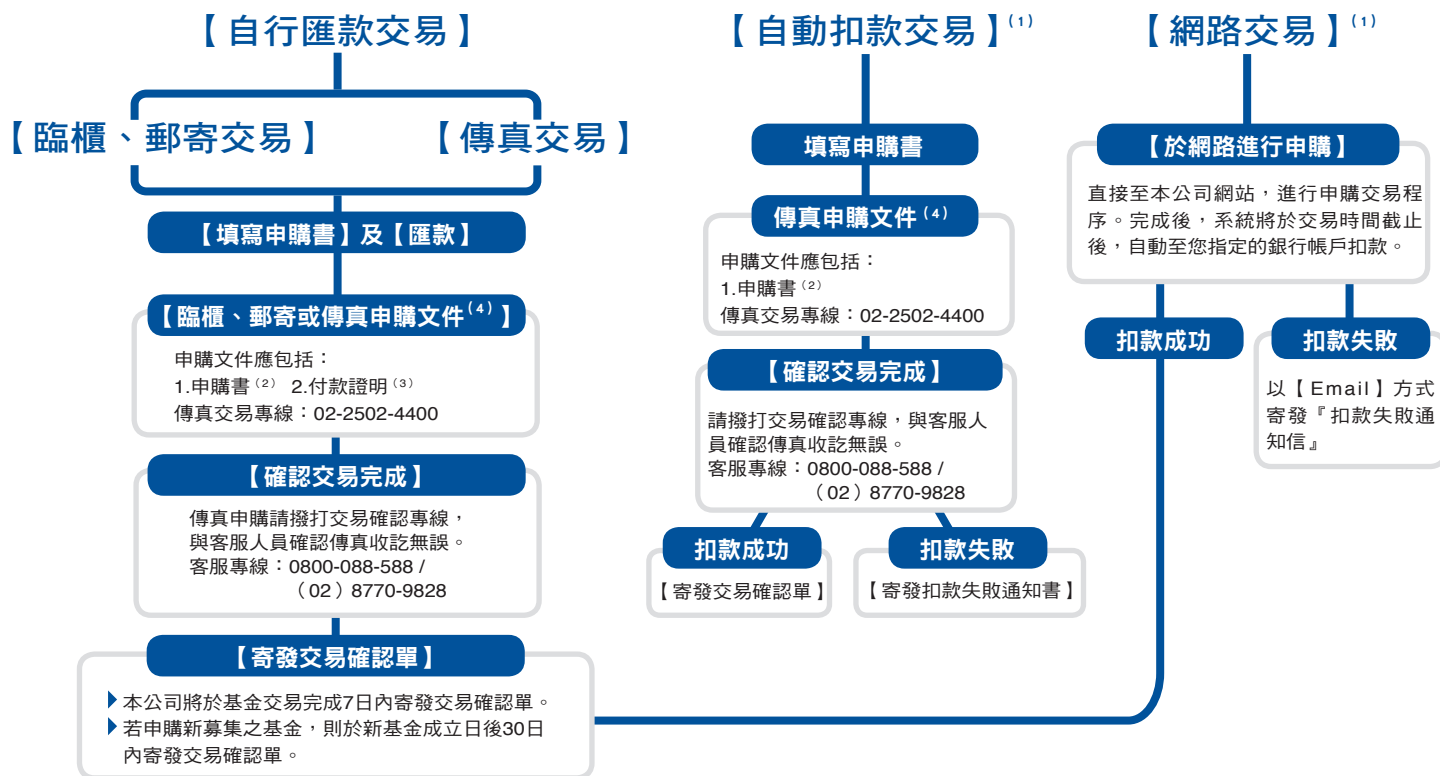 【自行匯款交易】
【臨櫃、郵寄交易】
【傳真交易】
【填寫申購書】及【匯款】
【臨櫃、郵寄或傳真申購文件(4)】
申購文件應包括：
1.申購書(2) 2.付款證明(3)
傳真交易專線：02-2502-4400
【確認交易完成】
傳真申購請撥打交易確認專線，
與客服人員確認傳真收訖無誤。
客服專線：0800-088-588 /
（02）8770-9828
【寄發交易確認單】
本公司將於基金交易完成7日內寄發交易確認單。
若申購新募集之基金，則於新基金成立日後30日
內寄發交易確認單。
【自動扣款交易】(1)
填寫申購書
傳真申購文件(4)
申購文件應包括：
1.申購書(2)
傳真交易專線：02-2502-4400
【確認交易完成】
請撥打交易確認專線，與客服人
員確認傳真收訖無誤。
客服專線：0800-088-588 /
（02）8770-9828
扣款成功
【寄發交易確認單】
扣款失敗
【寄發扣款失敗通知書】
【網路交易】(1)
【於網路進行申購】
直接至本公司網站，進行申購交易程
序。完成後，系統將於交易時間截止
後，自動至您指定的銀行帳戶扣款。
扣款成功
扣款失敗
以【Email】方式
寄發『扣款失敗通
知信』